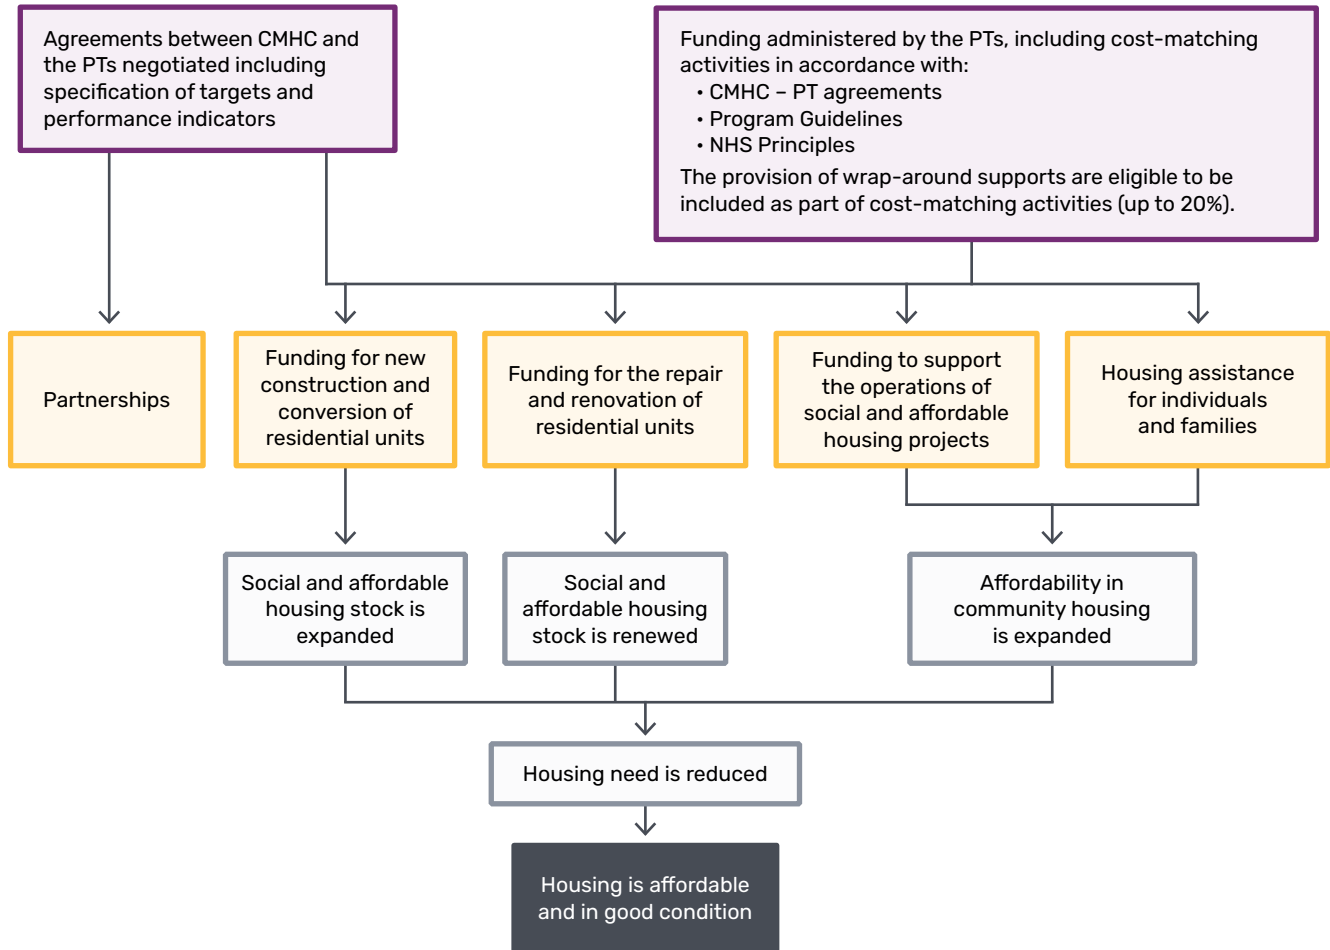 Agreements between CMHC and
the PTs negotiated including
specification of targets and
performance indicators
Funding administered by the PTs, including cost-matching
activities in accordance with:
• CMHC – PT agreements
• Program Guidelines
• NHS Principles
The provision of wrap-around supports are eligible to be
included as part of cost-matching activities (up to 20%).
Partnerships
Funding for new
construction and
conversion of
residential units
Funding for the repair
and renovation of
residential units
Funding to support
the operations of
social and affordable
housing projects
Housing assistance
for individuals
and families
Social and affordable
housing stock is
expanded
Social and
affordable housing
stock is renewed
Affordability in
community housing
is expanded
Housing need is reduced
Housing is affordable
and in good condition